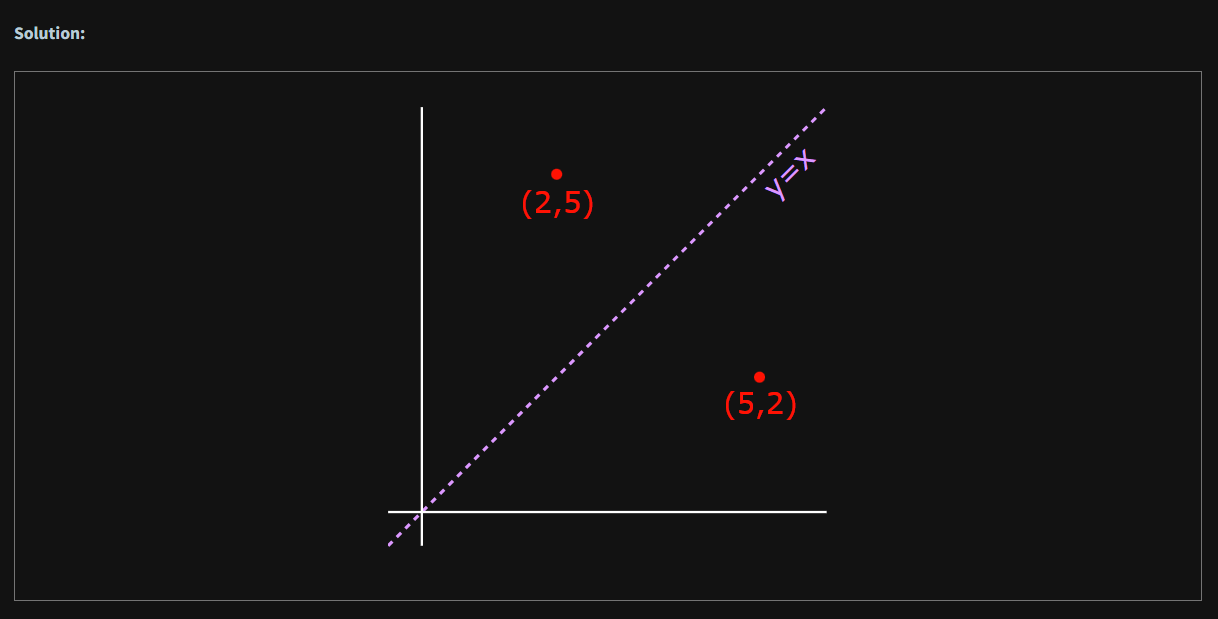 Solution:
y=x
(2,5)
(5,2)